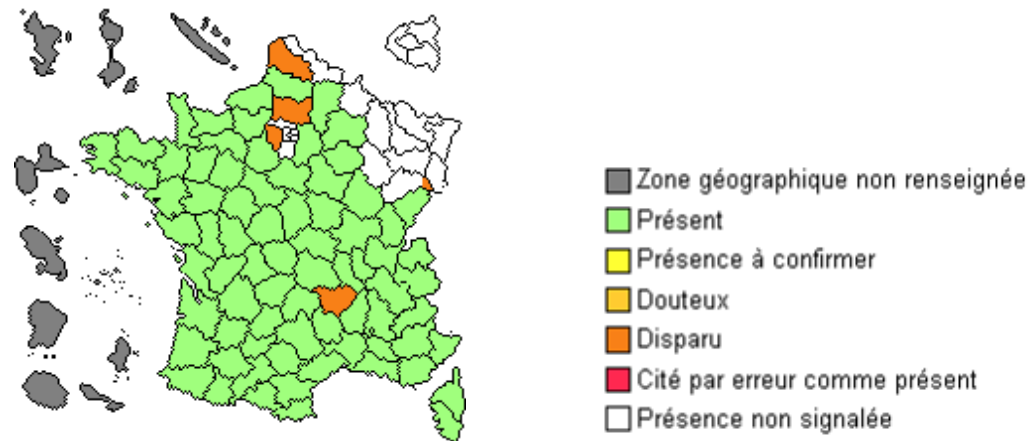 Zone géographique non renseignée
Présent
Présence à confirmer
Douteux
Disparu
Cité par erreur comme présent
Présence non signalée